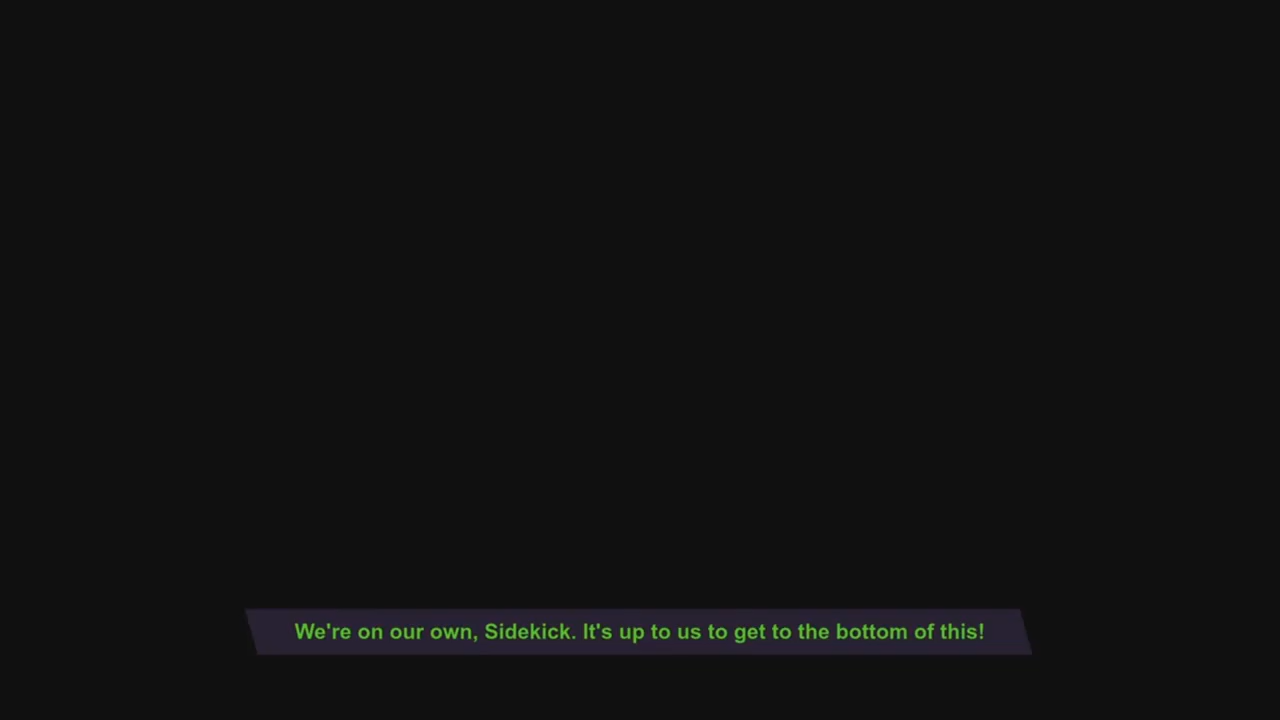 We're on our own, Sidekick. It's up to us to get to the bottom of this!